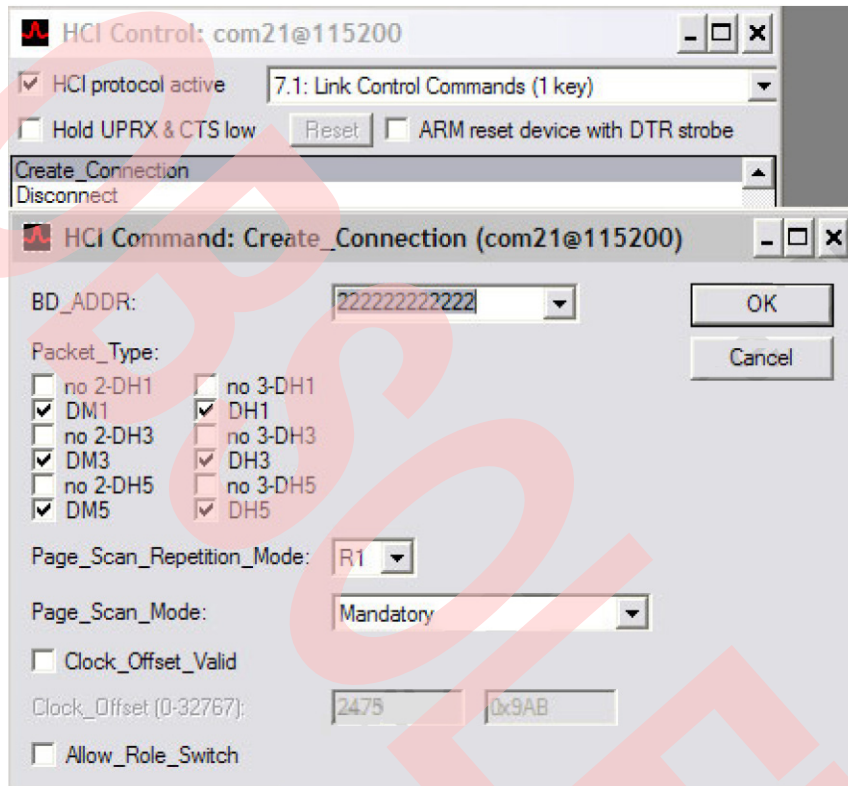 HCI Control: com21@115200
HCI protocol active
7.1: Link Control Commands (1 key)
Hold UPRX & CTS low
Reset
ARM reset device with DTR strobe
Create_Connection
Disconnect
HCI Command: Create_Connection (com21@115200)
BD_ADDR:
222222222222
OK
Packet_Type:
Cancel
no 2-DH1
no 3-DH1
DM1
DH1
no 2-DH3
no 3-DH3
DM3
DH3
no 2-DH5
no 3-DH5
DM5
DH5
Page_Scan_Repetition_Mode:
R1
Page_Scan_Mode:
Mandatory
Clock_Offset_Valid
Clock_Offset (0-32767):
2475
0x9AB
Allow_Role_Switch